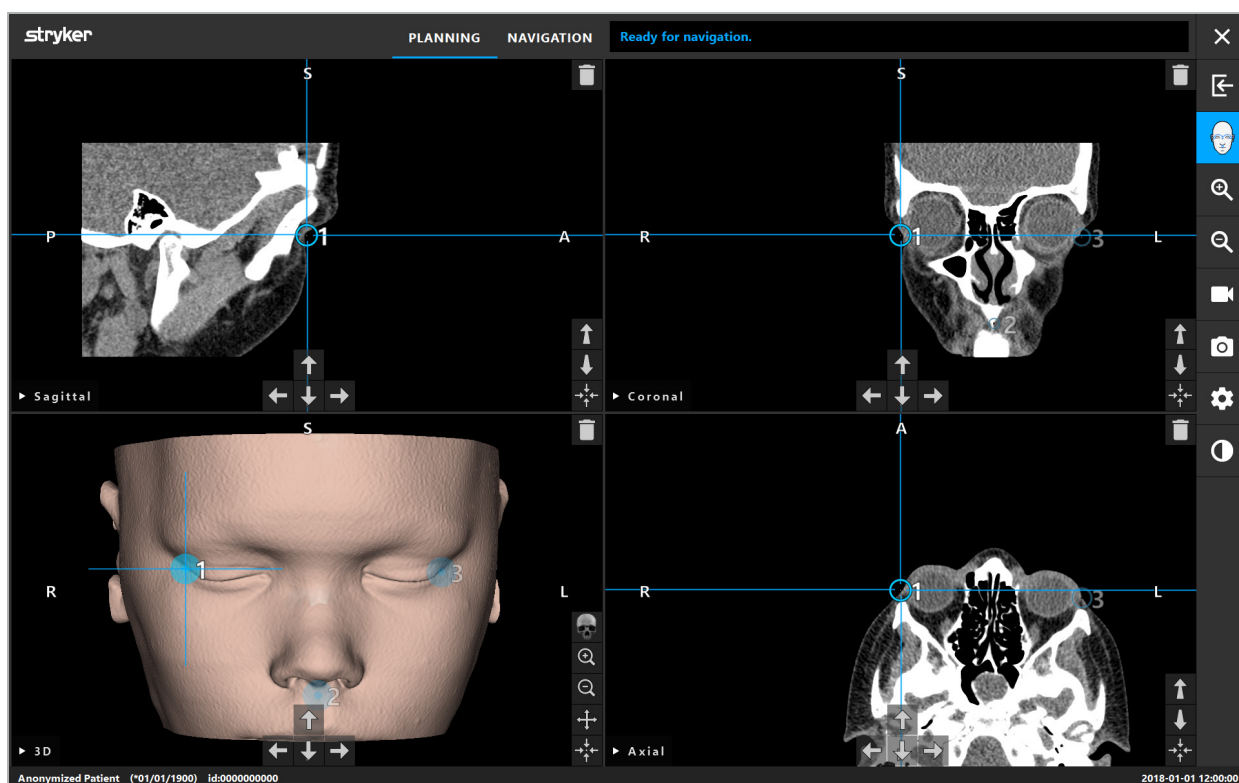 stryker
PLANNING NAVIGATION Ready for navigation.
S
P
1
A
Sagittal
S
R
1
3
L
2
Coronal
S
R
1
3
L
2
3D
A
R
1
3
L
Axial
Anonymized Patient (*01/01/1900) id:0000000000
2018-01-01 12:00:00